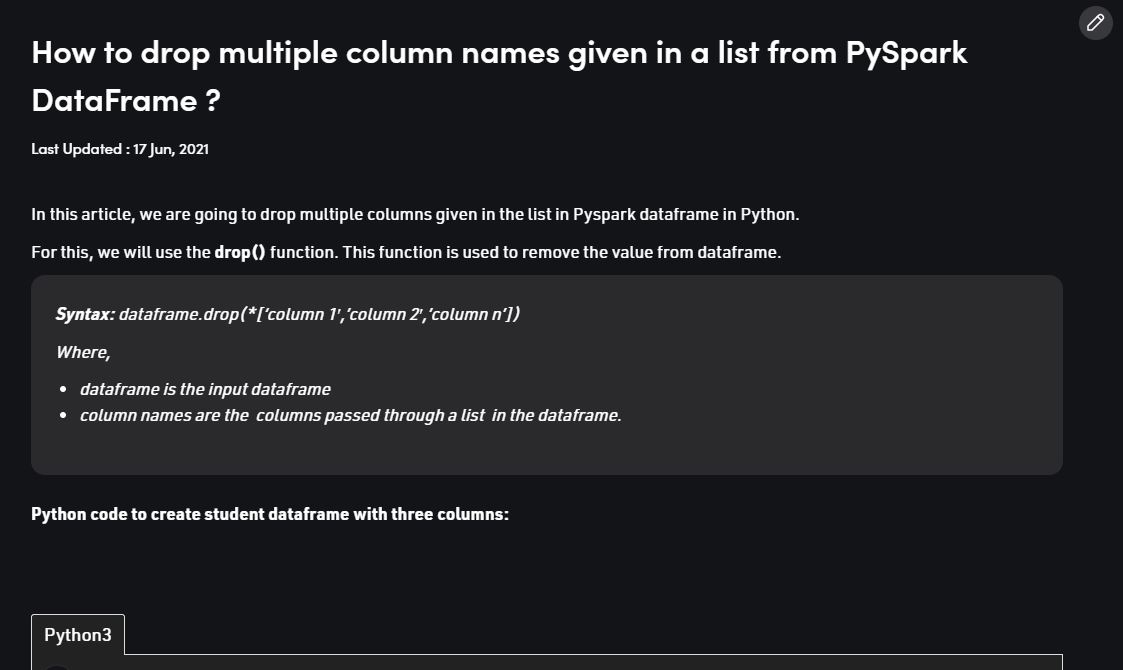 How to drop multiple column names given in a list from PySpark
DataFrame ?
Last Updated : 17 Jun, 2021
In this article, we are going to drop multiple columns given in the list in Pyspark dataframe in Python.
For this, we will use the drop() function. This function is used to remove the value from dataframe.
Syntax: dataframe.drop(*['column 1′,'column 2′,'column n'])
Where,
• dataframe is the input dataframe
• column names are the  columns passed through a list  in the dataframe.
Python code to create student dataframe with three columns:
Python3